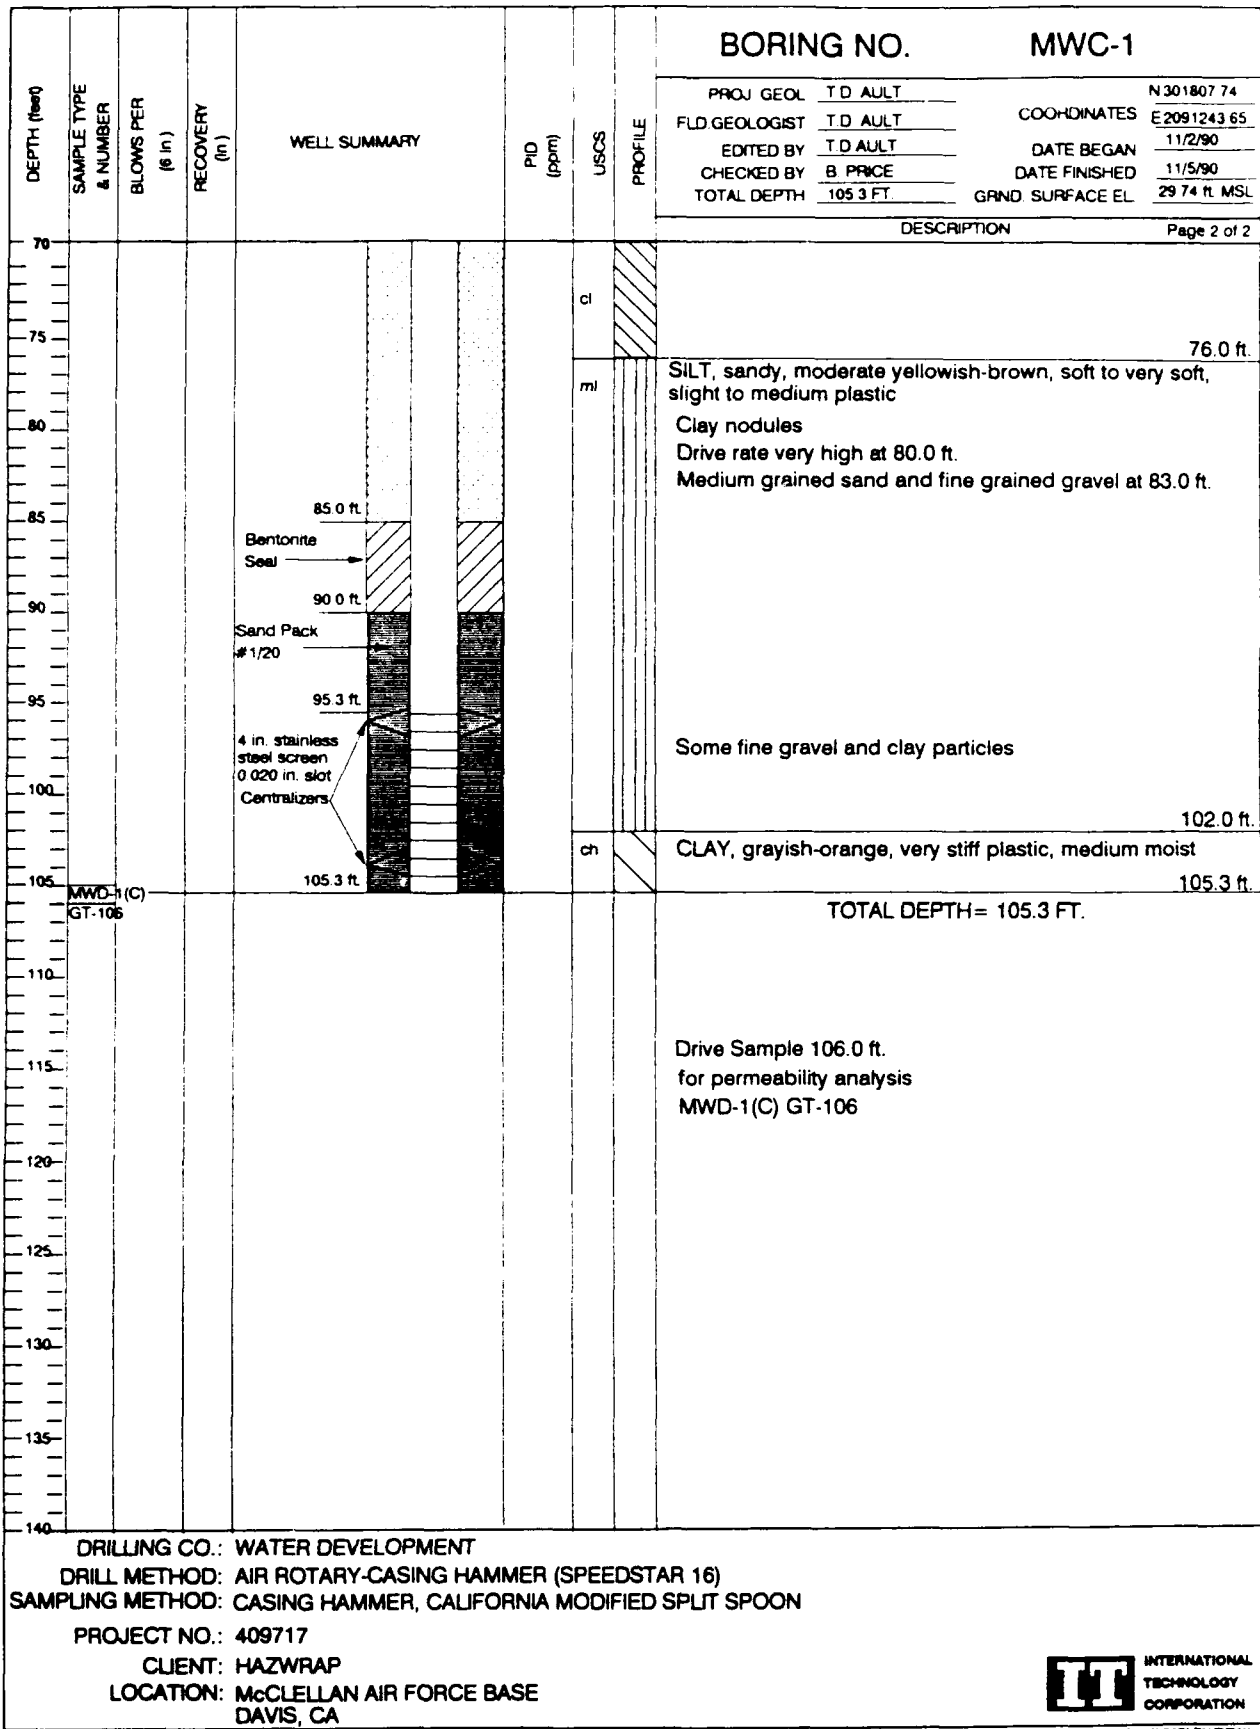 BORING NO. MWC-1
DEPTH (feet)
SAMPLE TYPE & NUMBER
BLOWS PER (6 in)
RECOVERY (in)
WELL SUMMARY
PID (ppm)
USCS
PROFILE
PROJ GEOL T D AULT
FLD.GEOLOGIST T.D AULT
EDITED BY T.D AULT
CHECKED BY B. PRICE
TOTAL DEPTH 105 3 FT.
COORDINATES N 301807 74
E 2091243 65
DATE BEGAN 11/2/90
DATE FINISHED 11/5/90
GRND. SURFACE EL. 29 74 ft. MSL
DESCRIPTION Page 2 of 2
70
cl
75
76.0 ft.
ml
SILT, sandy, moderate yellowish-brown, soft to very soft,
slight to medium plastic
Clay nodules
80
Drive rate very high at 80.0 ft.
Medium grained sand and fine grained gravel at 83.0 ft.
85.0 ft.
85
Bentonite
Seal
90 0 ft.
90
Sand Pack
#1/20
95.3 ft.
95
4 in. stainless
steel screen
0 020 in. slot
Centralizers
Some fine gravel and clay particles
100
102.0 ft.
ch
CLAY, grayish-orange, very stiff plastic, medium moist
105.3 ft.
105
105.3 ft.
MWD-1(C)
GT-106
TOTAL DEPTH= 105.3 FT.
110
Drive Sample 106.0 ft.
115
for permeability analysis
MWD-1(C) GT-106
120
125
130
135
140
DRILLING CO.: WATER DEVELOPMENT
DRILL METHOD: AIR ROTARY-CASING HAMMER (SPEEDSTAR 16)
SAMPLING METHOD: CASING HAMMER, CALIFORNIA MODIFIED SPLIT SPOON
PROJECT NO.: 409717
CLIENT: HAZWRAP
LOCATION: McCLELLAN AIR FORCE BASE
DAVIS, CA
IT
INTERNATIONAL
TECHNOLOGY
CORPORATION